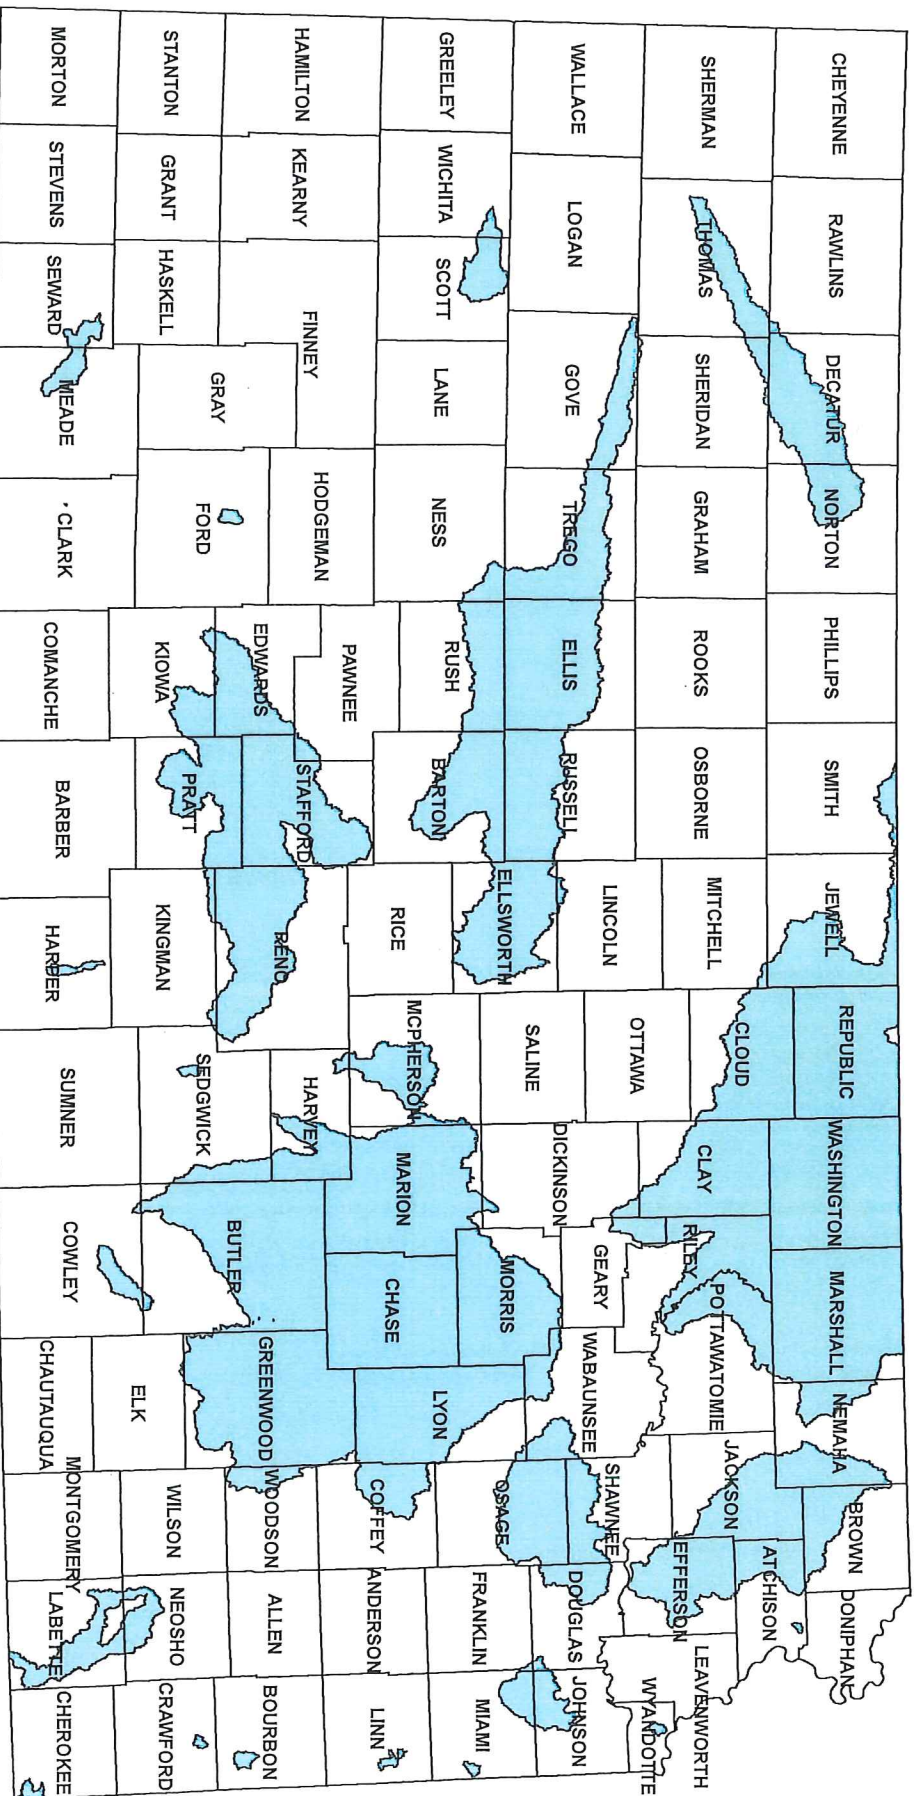 CHEYENNE
RAWLINS
DECATUR
NORTON
PHILLIPS
SMITH
JEWELL
REPUBLIC
WASHINGTON
MARSHALL
NEMAHA
BROWN
DONIPHAN
SHERMAN
THOMAS
SHERIDAN
GRAHAM
ROOKS
OSBORNE
MITCHELL
CLOUD
CLAY
RILEY
POTTAWATOMIE
JACKSON
ATCHISON
WALLACE
LOGAN
GOVE
TREGO
ELLIS
RUSSELL
LINCOLN
OTTAWA
DICKINSON
GEARY
WABAUNSEE
SHAWNEE
EFFERSON
LEAVENWORTH
WYANDOTTE
GREELEY
WICHITA
SCOTT
LANE
NESS
RUSH
BARTON
ELLSWORTH
SALINE
MORRIS
OSAGE
DOUGLAS
JOHNSON
HAMILTON
KEARNY
FINNEY
HODGEMAN
PAWNEE
STAFFORD
RICE
MCPHERSON
MARION
CHASE
LYON
COFFEY
FRANKLIN
MIAMI
STANTON
GRANT
HASKELL
GRAY
FORD
EDWARDS
PRATT
RENO
HARVEY
BUTLER
GREENWOOD
WOODSON
ANDERSON
LINN
KIOWA
KINGMAN
SEDGWICK
ELK
WILSON
ALLEN
BOURBON
MORTON
STEVENS
SEWARD
MEADE
CLARK
COMANCHE
BARBER
HARPER
SUMNER
COWLEY
CHAUTAUQUA
MONTGOMERY
NEOSHO
CRAWFORD
LABETTE
CHEROKEE